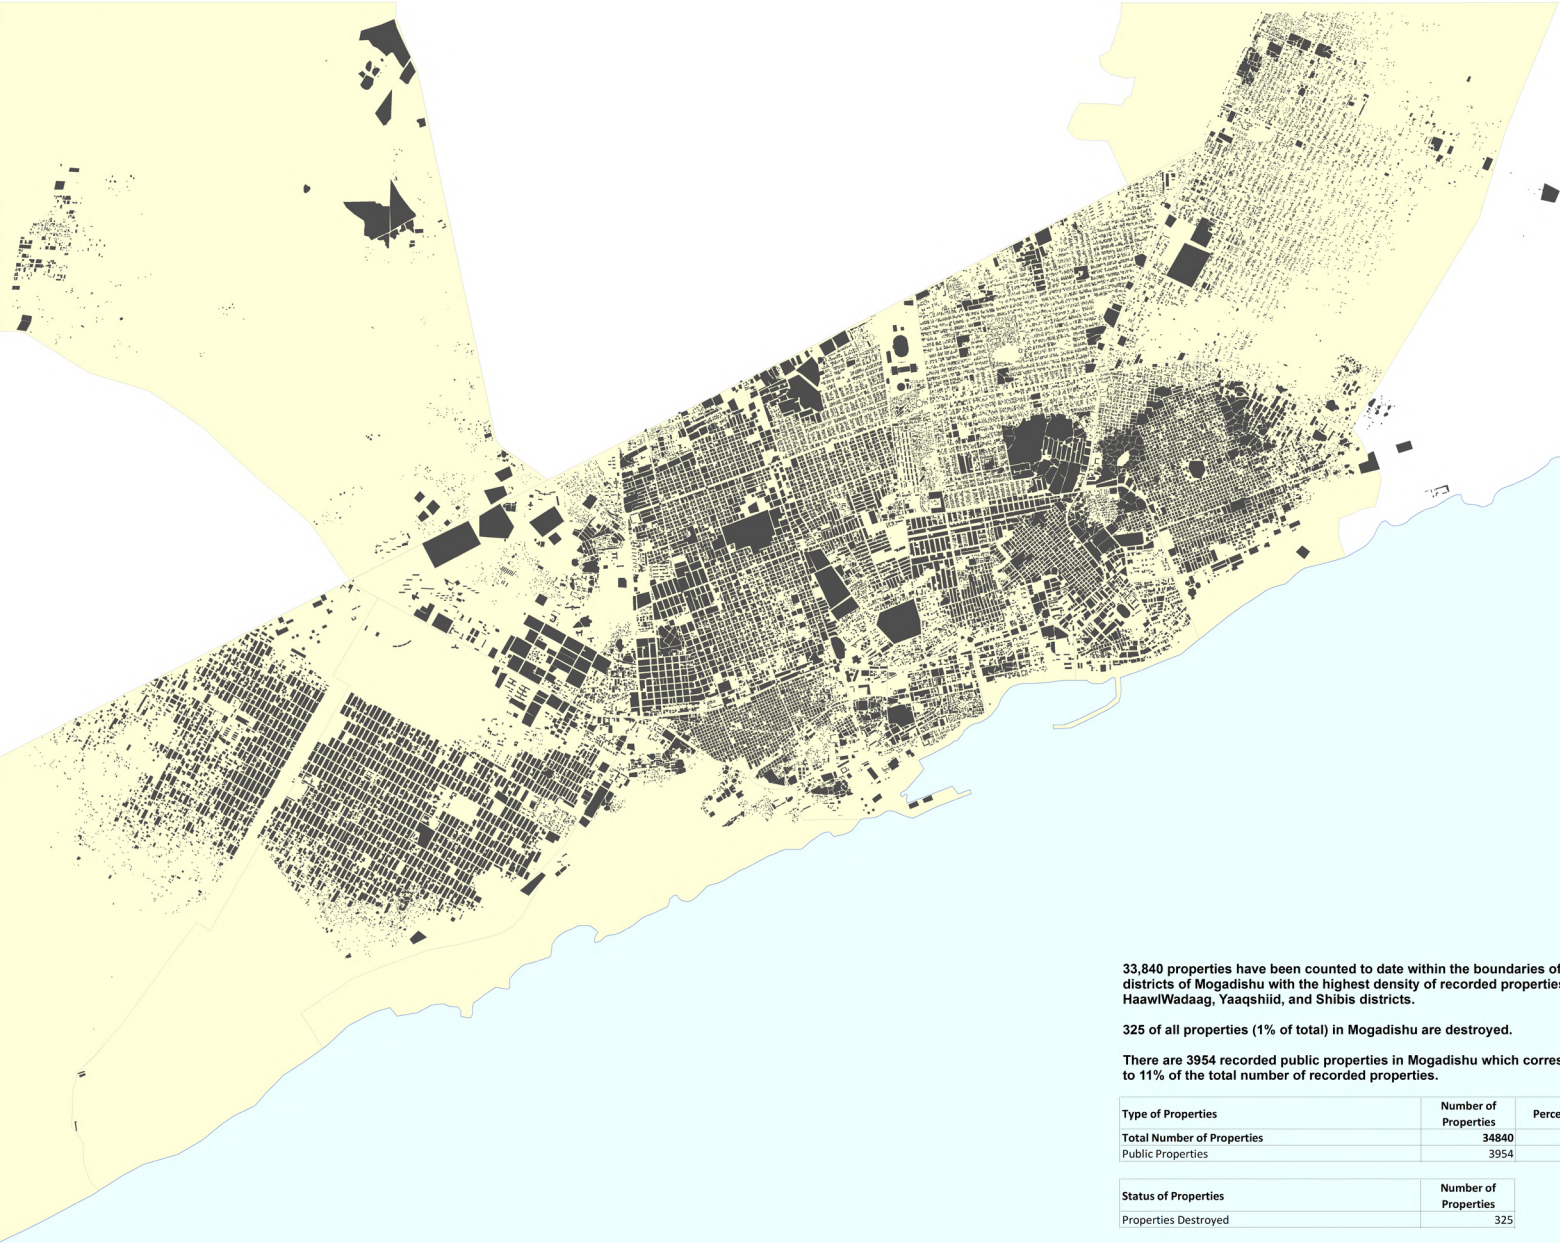 33,840 properties have been counted to date within the boundaries of
districts of Mogadishu with the highest density of recorded propertie
HaawlWadaag, Yaaqshiid, and Shibis districts.
325 of all properties (1% of total) in Mogadishu are destroyed.
There are 3954 recorded public properties in Mogadishu which corres
to 11% of the total number of recorded properties.
Type of Properties Number of Properties Perce
Total Number of Properties 34840
Public Properties 3954
Status of Properties Number of Properties
Properties Destroyed 325